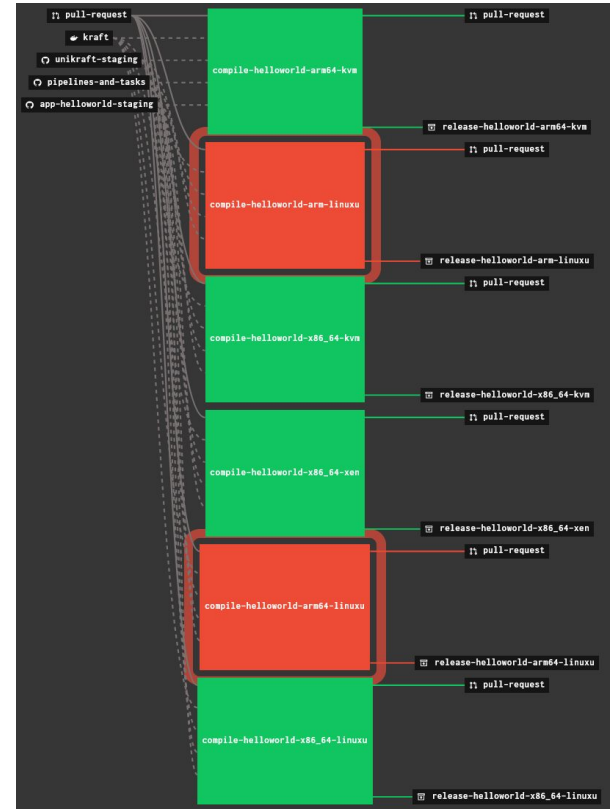 pull-request
kraft
unikraft-staging
pipelines-and-tasks
app-helloworld-staging
compile-helloworld-arm64-kvm
pull-request
release-helloworld-arm64-kvm
compile-helloworld-arm-linuxu
pull-request
release-helloworld-arm-linuxu
compile-helloworld-x86_64-kvm
pull-request
release-helloworld-x86_64-kvm
compile-helloworld-x86_64-xen
pull-request
release-helloworld-x86_64-xen
compile-helloworld-arm64-linuxu
pull-request
release-helloworld-arm64-linuxu
compile-helloworld-x86_64-linuxu
pull-request
release-helloworld-x86_64-linuxu